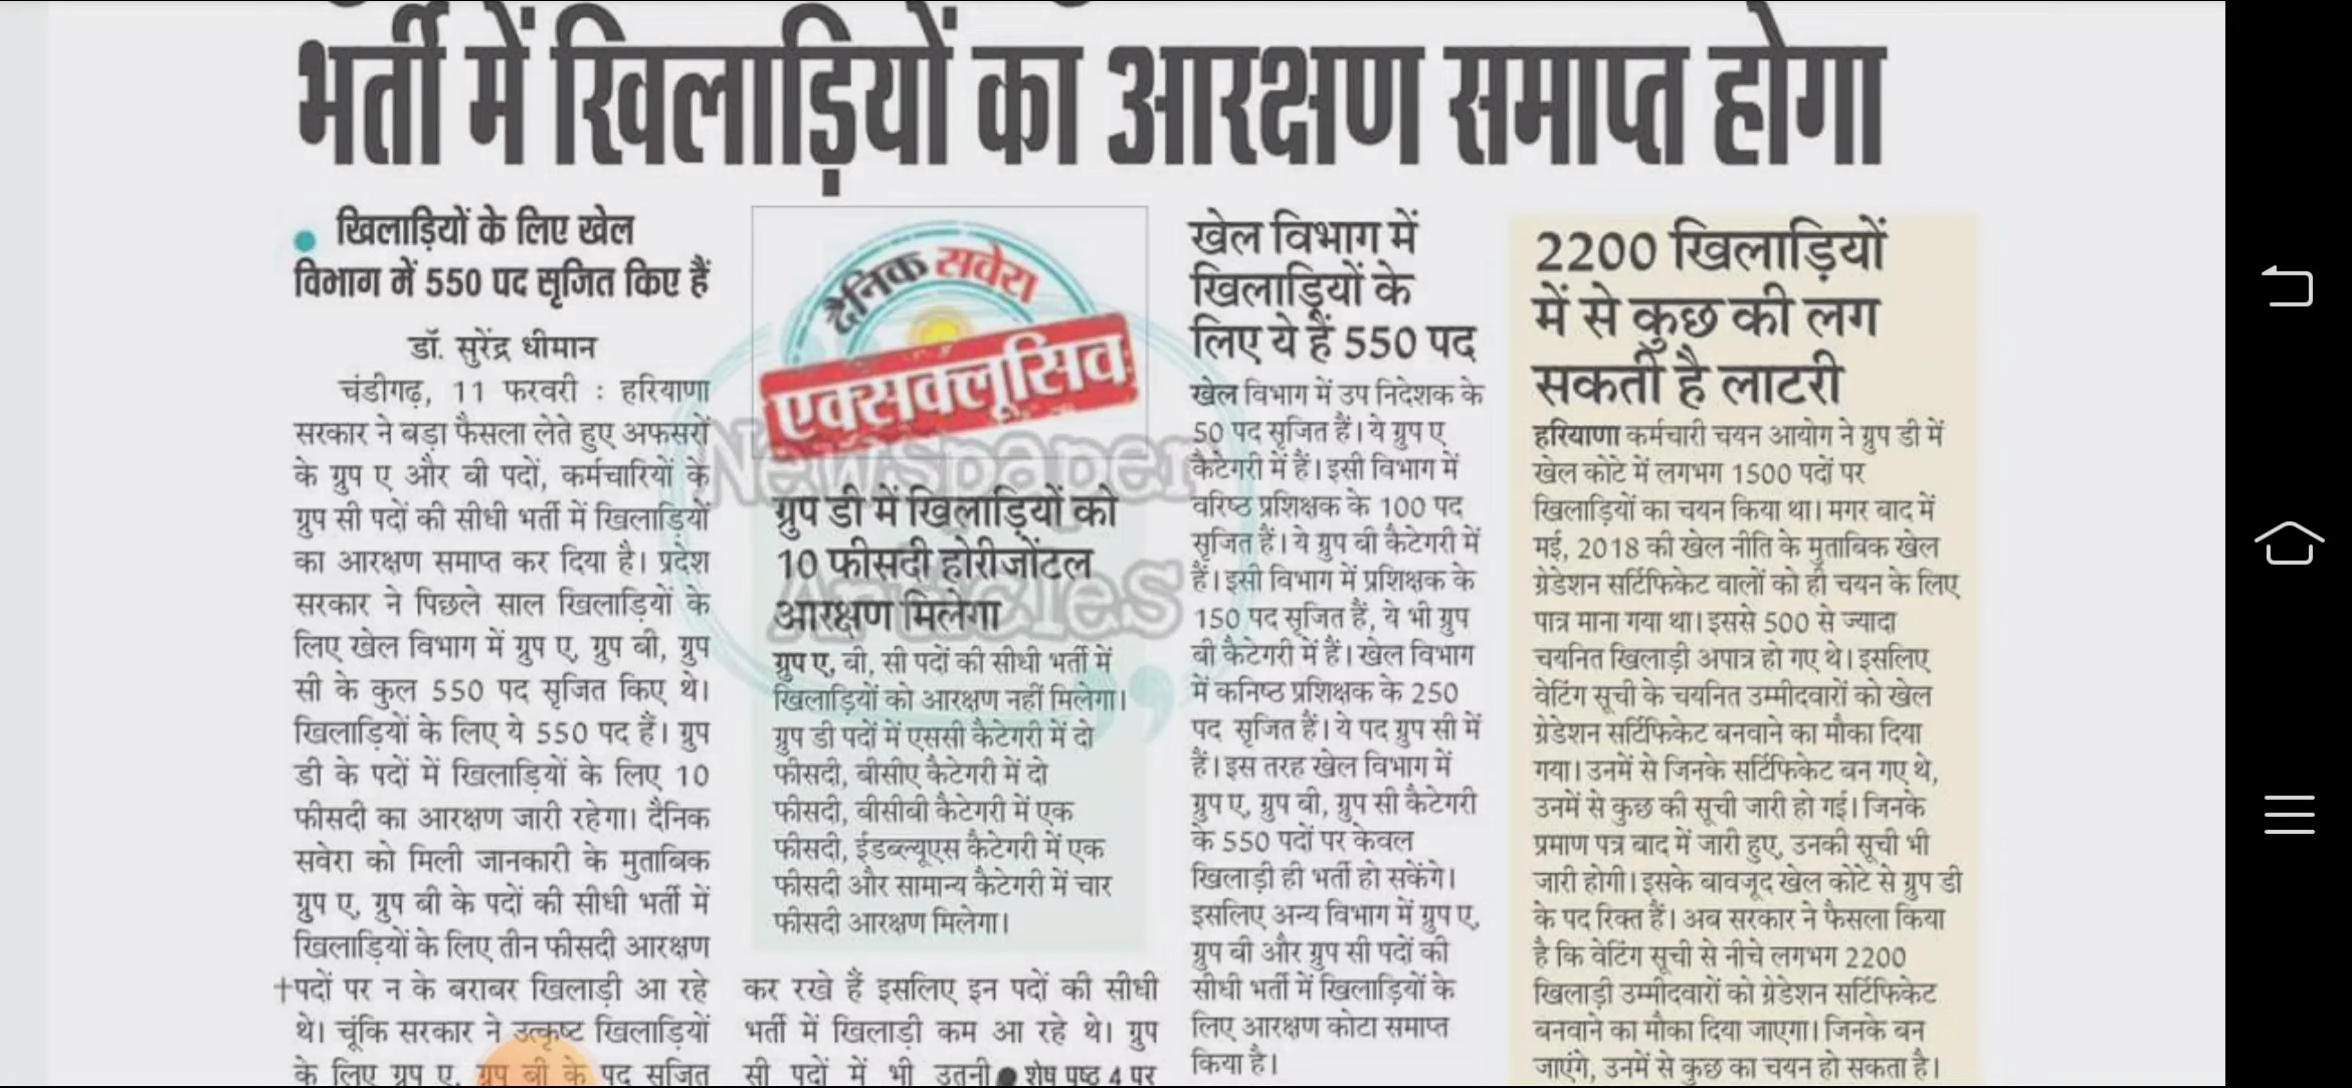 भर्ती में खिलाड़ियों का आरक्षण समाप्त होगा
खिलाड़ियों के लिए खेल
विभाग में 550 पद सृजित किए हैं
डॉ. सुरेंद्र धीमान
चंडीगढ़, 11 फरवरी : हरियाणा
सरकार ने बड़ा फैसला लेते हुए अफसरों
के ग्रुप ए और बी पदों, कर्मचारियों के
ग्रुप सी पदों की सीधी भर्ती में खिलाड़ियों
का आरक्षण समाप्त कर दिया है। प्रदेश
सरकार ने पिछले साल खिलाड़ियों के
लिए खेल विभाग में ग्रुप ए, ग्रुप बी, ग्रुप
सी के कुल 550 पद सृजित किए थे।
खिलाड़ियों के लिए ये 550 पद हैं। ग्रुप
डी के पदों में खिलाड़ियों के लिए 10
फीसदी का आरक्षण जारी रहेगा। दैनिक
सवेरा को मिली जानकारी के मुताबिक
ग्रुप ए, ग्रुप बी के पदों की सीधी भर्ती में
खिलाड़ियों के लिए तीन फीसदी आरक्षण
पदों पर न के बराबर खिलाड़ी आ रहे
थे। चूंकि सरकार ने उत्कृष्ट खिलाड़ियों
के लिए ग्रुप ए, ग्रुप बी के पद सृजित
दैनिक सवेरा
एक्सक्लूसिव
Newspaper
Articles
ग्रुप डी में खिलाड़ियों को
10 फीसदी होरीजोंटल
आरक्षण मिलेगा
ग्रुप ए, बी, सी पदों की सीधी भर्ती में
खिलाड़ियों को आरक्षण नहीं मिलेगा।
ग्रुप डी पदों में एससी कैटेगरी में दो
फीसदी, बीसीए कैटेगरी में दो
फीसदी, बीसीबी कैटेगरी में एक
फीसदी, ईडब्ल्यूएस कैटेगरी में एक
फीसदी और सामान्य कैटेगरी में चार
फीसदी आरक्षण मिलेगा।
कर रखे हैं इसलिए इन पदों की सीधी
भर्ती में खिलाड़ी कम आ रहे थे। ग्रुप
सी पदों में भी उतनी ● शेष पृष्ठ 4 पर
खेल विभाग में
खिलाड़ियों के
लिए ये हैं 550 पद
खेल विभाग में उप निदेशक के
50 पद सृजित हैं। ये ग्रुप ए
कैटेगरी में हैं। इसी विभाग में
वरिष्ठ प्रशिक्षक के 100 पद
सृजित हैं। ये ग्रुप बी कैटेगरी में
हैं। इसी विभाग में प्रशिक्षक के
150 पद सृजित हैं, ये भी ग्रुप
बी कैटेगरी में हैं। खेल विभाग
में कनिष्ठ प्रशिक्षक के 250
पद सृजित हैं। ये पद ग्रुप सी में
हैं। इस तरह खेल विभाग में
ग्रुप ए, ग्रुप बी, ग्रुप सी कैटेगरी
के 550 पदों पर केवल
खिलाड़ी ही भर्ती हो सकेंगे।
इसलिए अन्य विभाग में ग्रुप ए,
ग्रुप बी और ग्रुप सी पदों की
सीधी भर्ती में खिलाड़ियों के
लिए आरक्षण कोटा समाप्त
किया है।
2200 खिलाड़ियों
में से कुछ की लग
सकती है लाटरी
हरियाणा कर्मचारी चयन आयोग ने ग्रुप डी में
खेल कोटे में लगभग 1500 पदों पर
खिलाड़ियों का चयन किया था। मगर बाद में
मई, 2018 की खेल नीति के मुताबिक खेल
ग्रेडेशन सर्टिफिकेट वालों को ही चयन के लिए
पात्र माना गया था। इससे 500 से ज्यादा
चयनित खिलाड़ी अपात्र हो गए थे। इसलिए
वेटिंग सूची के चयनित उम्मीदवारों को खेल
ग्रेडेशन सर्टिफिकेट बनवाने का मौका दिया
गया। उनमें से जिनके सर्टिफिकेट बन गए थे,
उनमें से कुछ की सूची जारी हो गई। जिनके
प्रमाण पत्र बाद में जारी हुए, उनकी सूची भी
जारी होगी। इसके बावजूद खेल कोटे से ग्रुप डी
के पद रिक्त हैं। अब सरकार ने फैसला किया
है कि वेटिंग सूची से नीचे लगभग 2200
खिलाड़ी उम्मीदवारों को ग्रेडेशन सर्टिफिकेट
बनवाने का मौका दिया जाएगा। जिनके बन
जाएंगे, उनमें से कुछ का चयन हो सकता है।